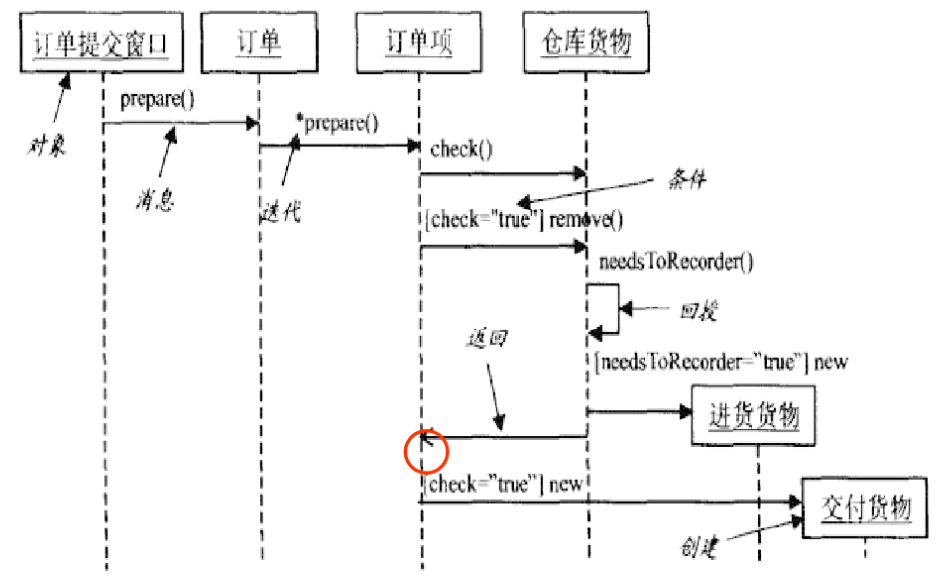 订单提交窗口
订单
订单项
仓库货物
prepare()
*prepare()
对象
check()
消息
迭代
条件
[check="true"] remove()
needsToRecorder()
回授
返回
[needsToRecorder="true"] new
进货货物
[check="true"] new
交付货物
创建